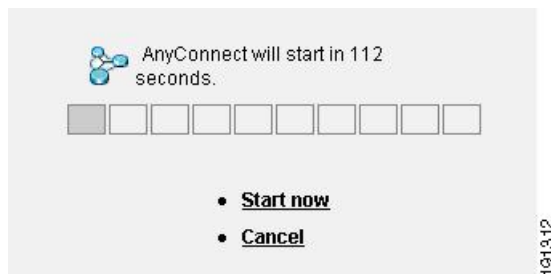 AnyConnect will start in 112
seconds.
Start now
Cancel
191312